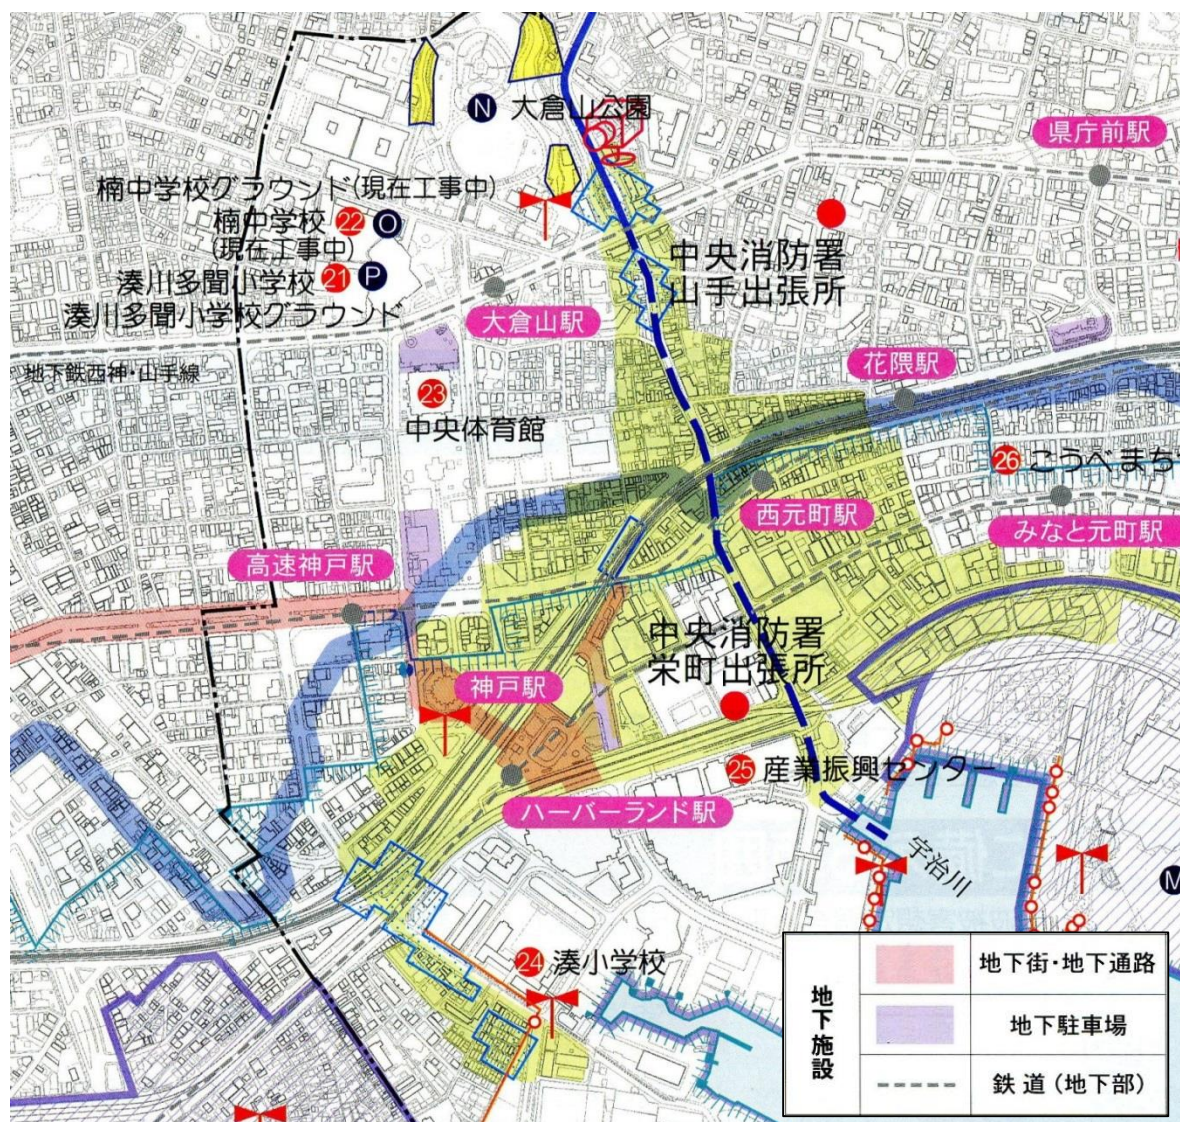 N 大倉山公園
県庁前駅
楠中学校グラウンド(現在工事中)
楠中学校 22 O
(現在工事中)
湊川多聞小学校 21 P
湊川多聞小学校グラウンド
中央消防署
山手出張所
大倉山駅
地下鉄西神・山手線
花隈駅
23
中央体育館
26 こうべまち
西元町駅
みなと元町駅
高速神戸駅
中央消防署
栄町出張所
神戸駅
25 産業振興センター
ハーバーランド駅
宇治川
M
24 湊小学校
地下施設
地下街・地下通路
地下駐車場
鉄道(地下部)